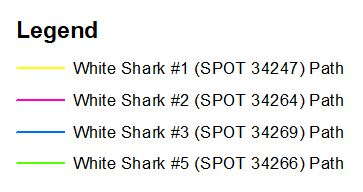 Legend
White Shark #1 (SPOT 34247) Path
White Shark #2 (SPOT 34264) Path
White Shark #3 (SPOT 34269) Path
White Shark #5 (SPOT 34266) Path